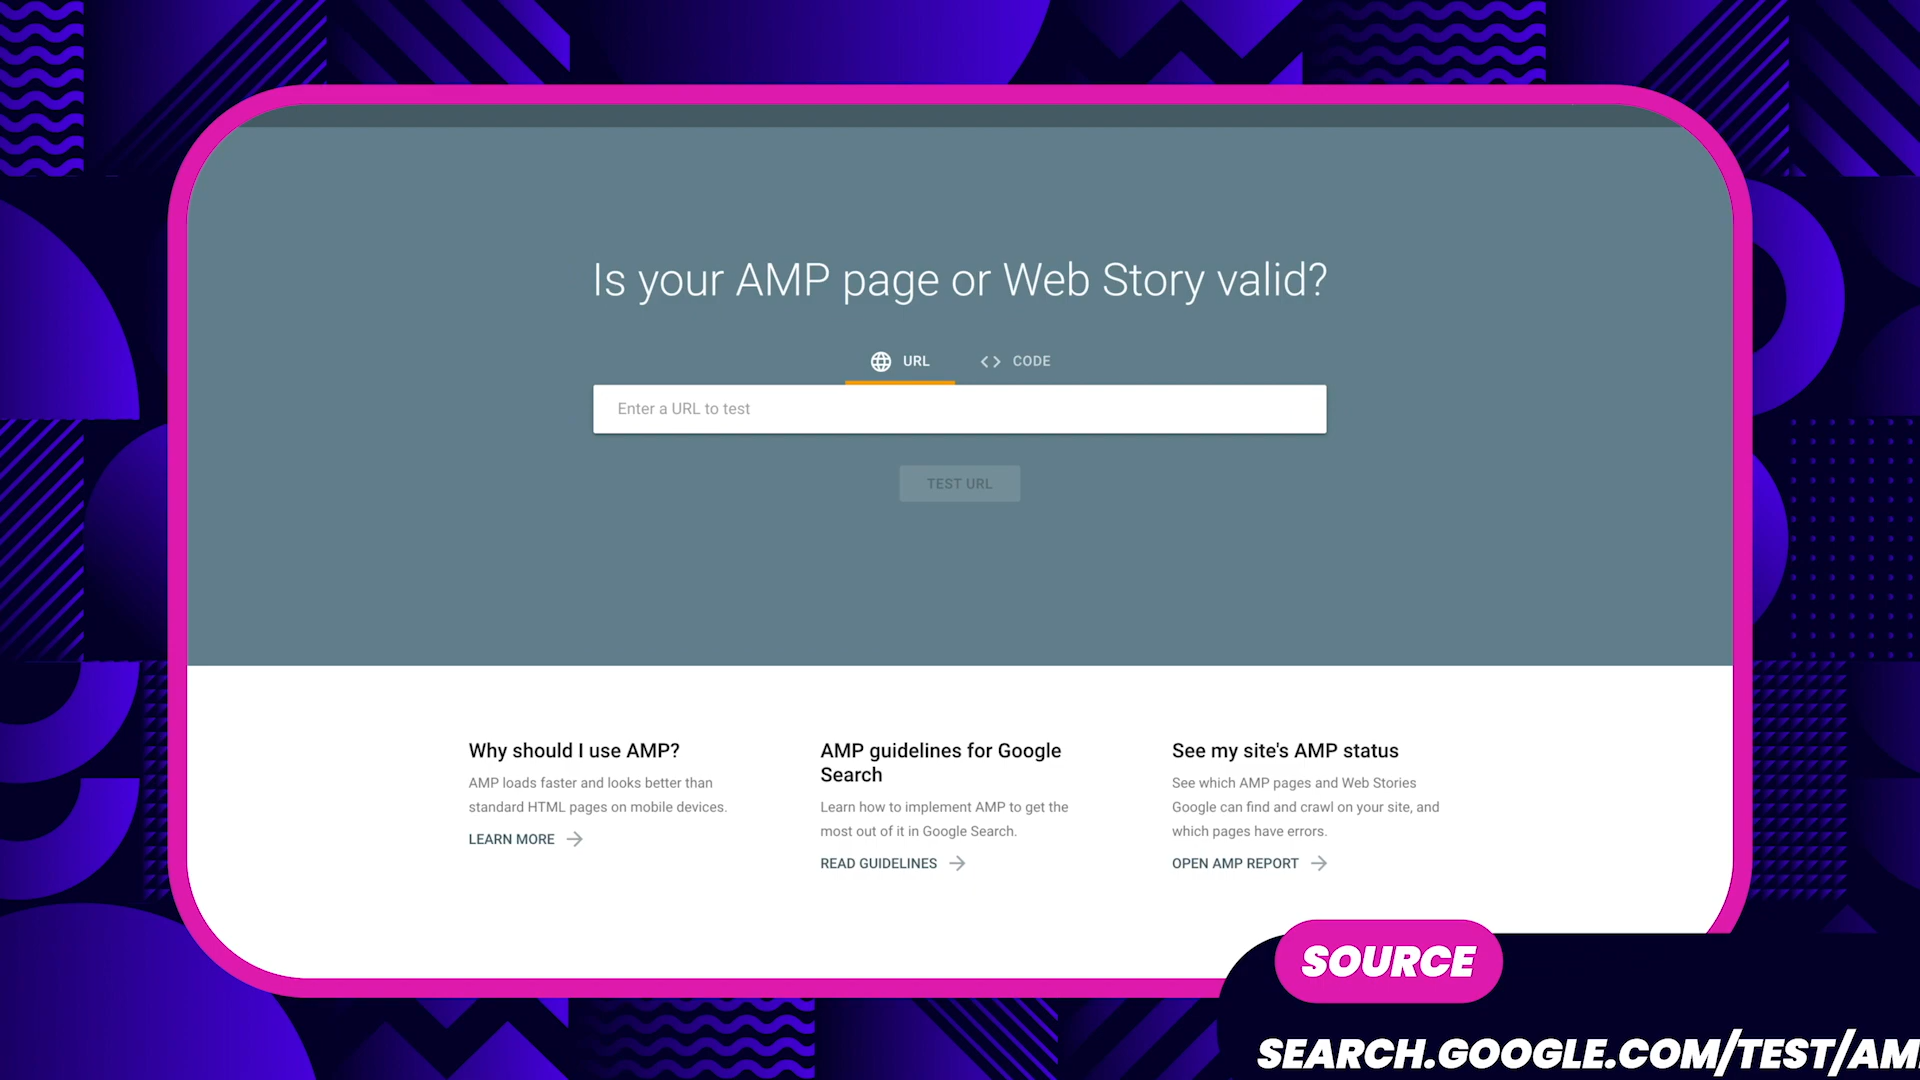 Is your AMP page or Web Story valid?
URL
CODE
Enter a URL to test
TEST URL
Why should I use AMP?
AMP loads faster and looks better than
standard HTML pages on mobile devices.
LEARN MORE
AMP guidelines for Google
Search
Learn how to implement AMP to get the
most out of it in Google Search.
READ GUIDELINES
See my site's AMP status
See which AMP pages and Web Stories
Google can find and crawl on your site, and
which pages have errors.
OPEN AMP REPORT
SOURCE
SEARCH.GOOGLE.COM/TEST/AM